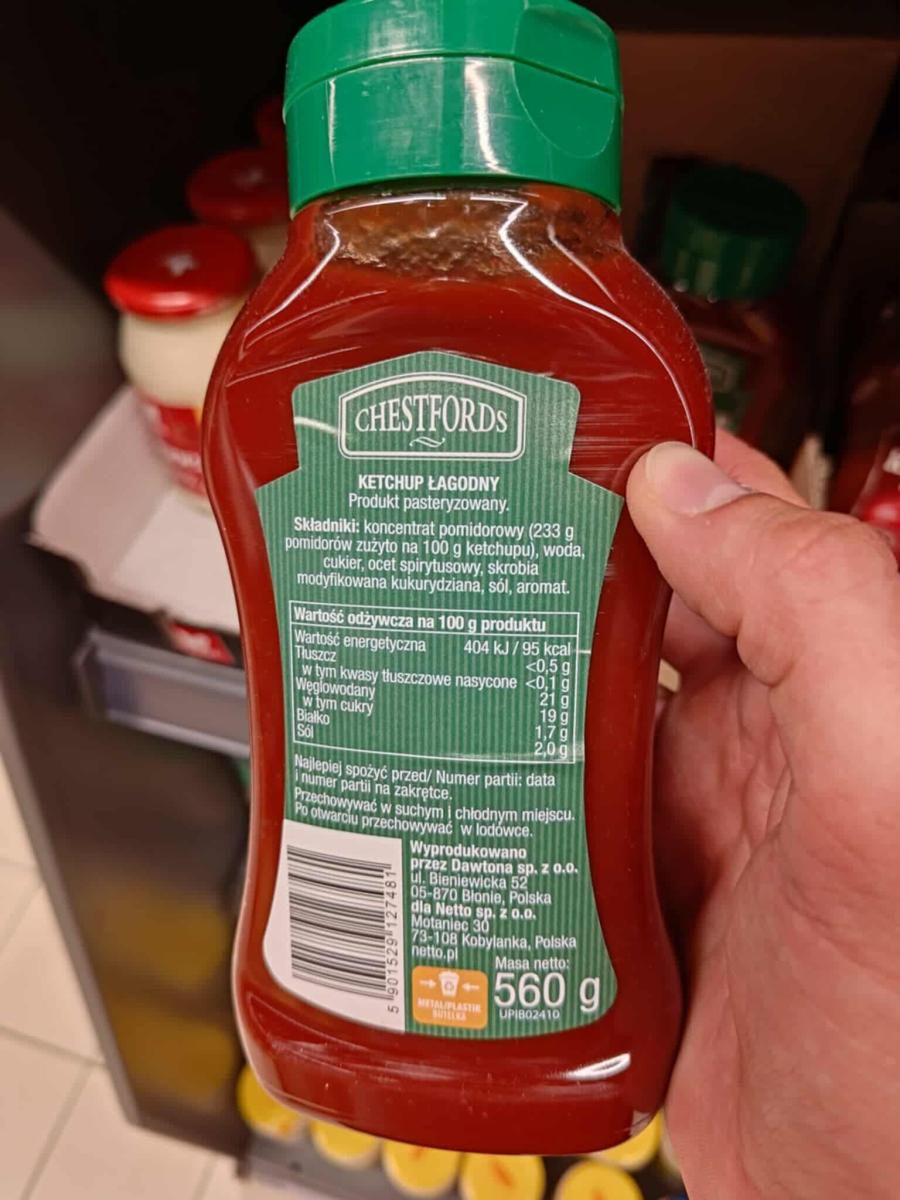 CHESTFORDS
KETCHUP ŁAGODNY
Produkt pasteryzowany.
Składniki: koncentrat pomidorowy (233 g
pomidorów zużyto na 100 g ketchupu), woda,
cukier, ocet spirytusowy, skrobia
modyfikowana kukurydziana, sól, aromat.
Wartość odżywcza na 100 g produktu
Wartość energetyczna 404 kJ / 95 kcal
Tłuszcz <0,5 g
w tym kwasy tłuszczowe nasycone <0,1 g
Węglowodany 21 g
w tym cukry 19 g
Białko 1,7 g
Sól 2,0 g
Najlepiej spożyć przed/ Numer partii: data
i numer partii na zakrętce.
Przechowywać w suchym i chłodnym miejscu.
Po otwarciu przechowywać w lodówce.
Wyprodukowano
przez Dawtona sp. z o.o.
ul. Bieniewicka 52
05-870 Błonie, Polska
dla Netto sp. z o.o.
Motaniec 30
73-108 Kobylanka, Polska
netto.pl
Masa netto:
560 g
UPIB02410
METAL/PLASTIK
BUTELKA
5 901529 127481